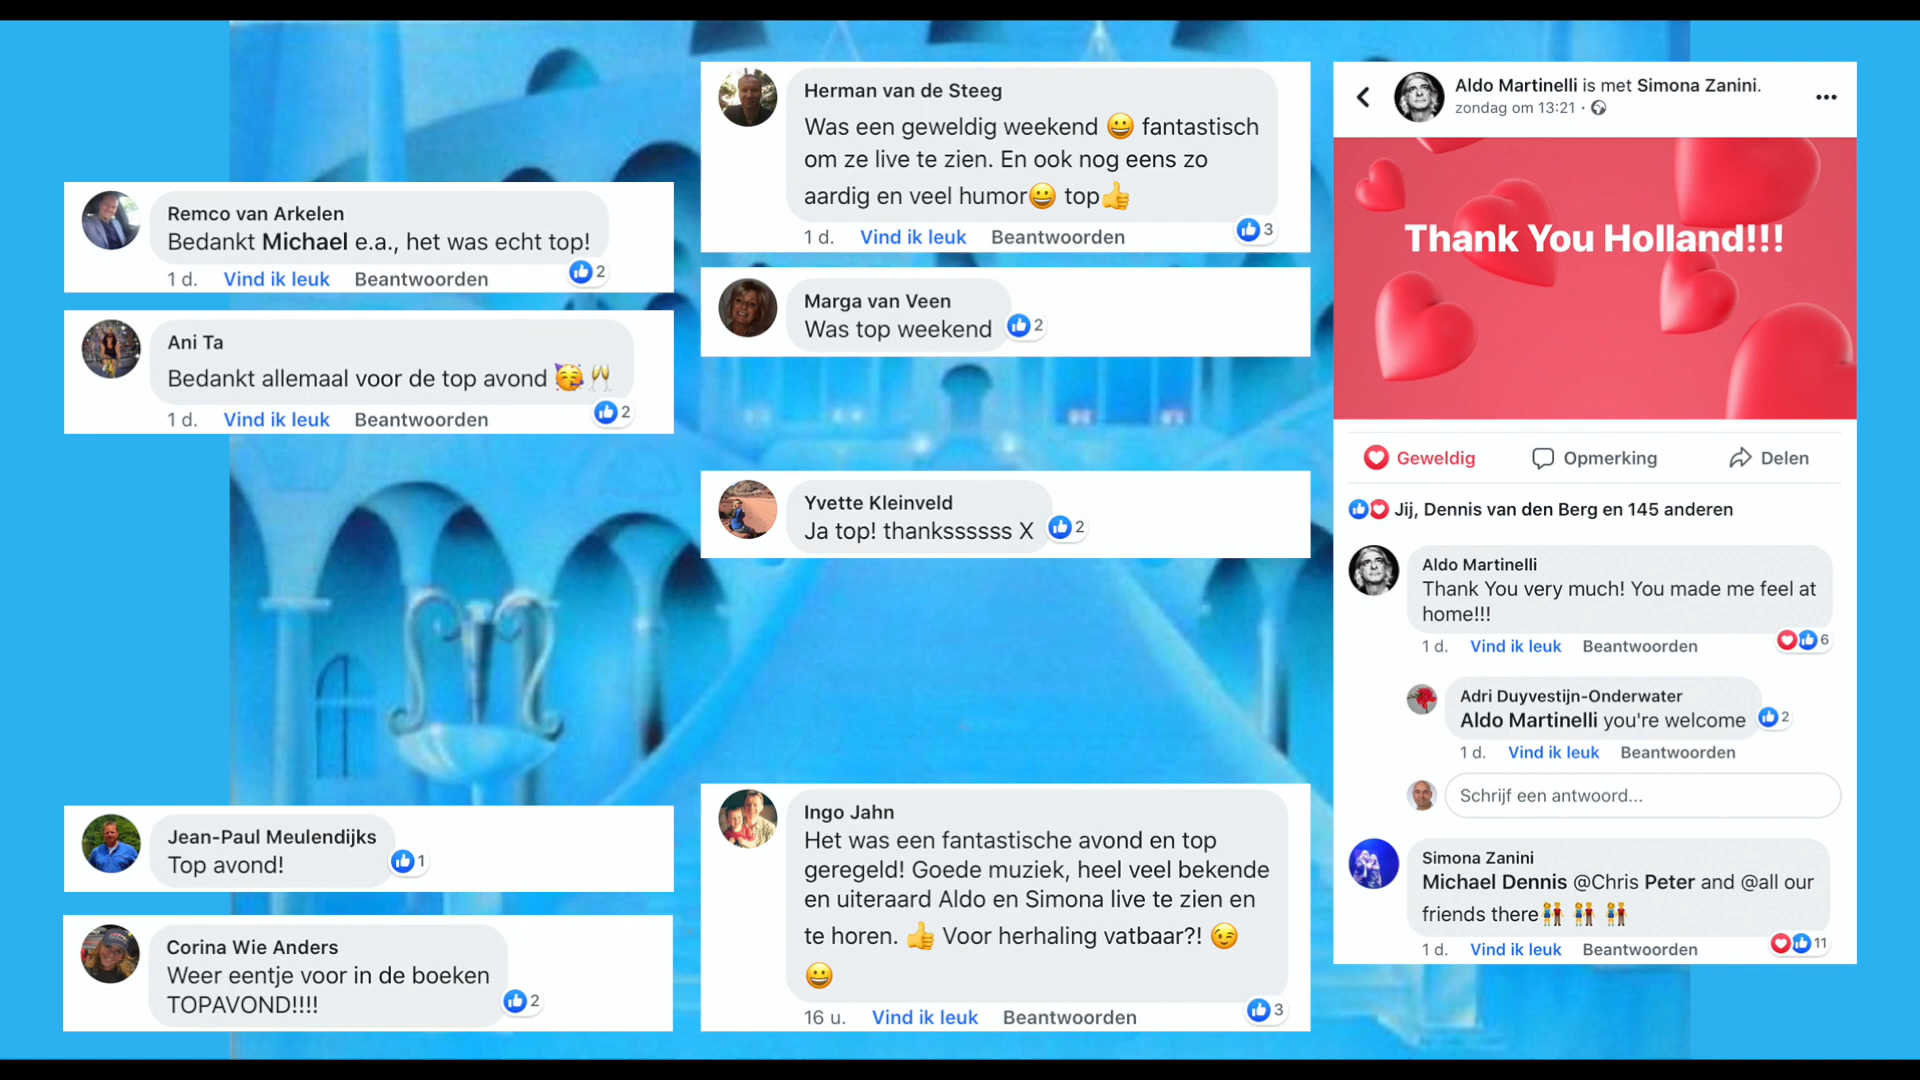 Remco van Arkelen
Bedankt Michael e.a., het was echt top!
1 d. Vind ik leuk Beantwoorden 2
Ani Ta
Bedankt allemaal voor de top avond 🥳🥂
1 d. Vind ik leuk Beantwoorden 2
Jean-Paul Meulendijks
Top avond! 1
Corina Wie Anders
Weer eentje voor in de boeken
TOPAVOND!!!! 2
Herman van de Steeg
Was een geweldig weekend 😀 fantastisch
om ze live te zien. En ook nog eens zo
aardig en veel humor😀 top👍
1 d. Vind ik leuk Beantwoorden 3
Marga van Veen
Was top weekend 2
Yvette Kleinveld
Ja top! thankssssss X 2
Ingo Jahn
Het was een fantastische avond en top
geregeld! Goede muziek, heel veel bekende
en uiteraard Aldo en Simona live te zien en
te horen. 👍 Voor herhaling vatbaar?! 😉
😀
16 u. Vind ik leuk Beantwoorden 3
Aldo Martinelli is met Simona Zanini.
zondag om 13:21 ·
Thank You Holland!!!
Geweldig Opmerking Delen
Jij, Dennis van den Berg en 145 anderen
Aldo Martinelli
Thank You very much! You made me feel at
home!!!
1 d. Vind ik leuk Beantwoorden 6
Adri Duyvestijn-Onderwater
Aldo Martinelli you're welcome 2
1 d. Vind ik leuk Beantwoorden
Schrijf een antwoord...
Simona Zanini
Michael Dennis @Chris Peter and @all our
friends there👫👫👫
1 d. Vind ik leuk Beantwoorden 11